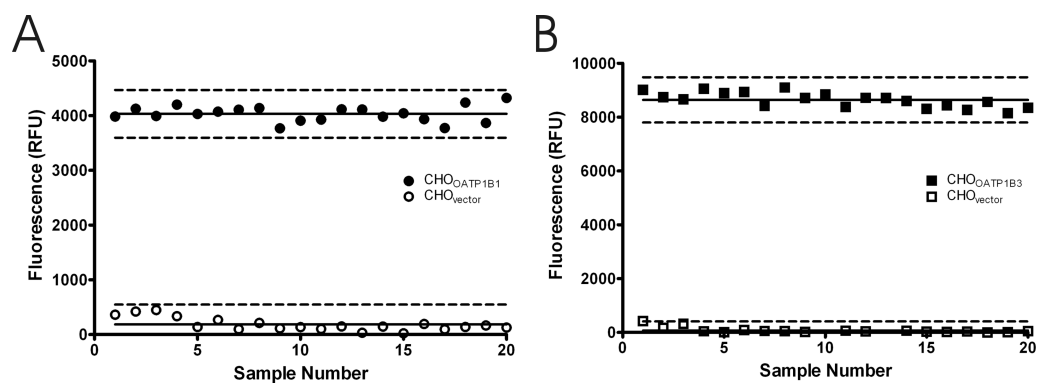 A
Fluorescence (RFU)
5000
4000
3000
2000
1000
0
0 5 10 15 20
Sample Number
CHOOATP1B1
CHOvector
B
Fluorescence (RFU)
10000
8000
6000
4000
2000
0
0 5 10 15 20
Sample Number
CHOOATP1B3
CHOvector